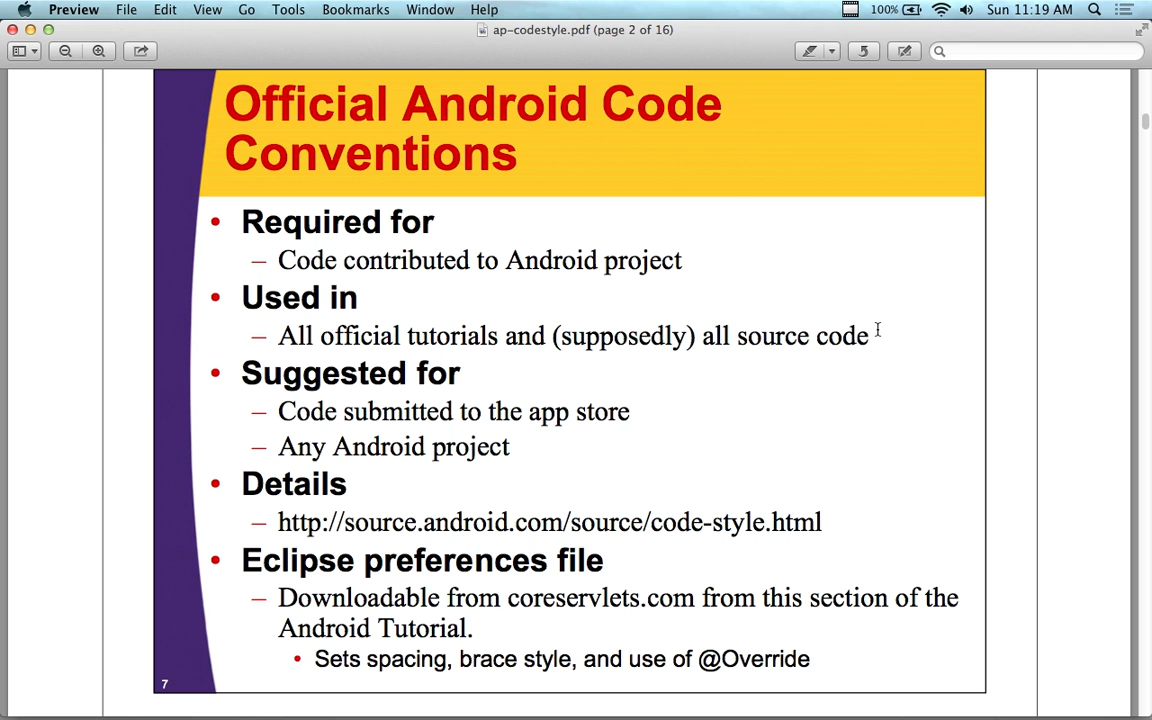 Preview File Edit View Go Tools Bookmarks Window Help 100% Sun 11:19 AM
ap-codestyle.pdf (page 2 of 16)
Official Android Code
Conventions
• Required for
– Code contributed to Android project
• Used in
– All official tutorials and (supposedly) all source code
• Suggested for
– Code submitted to the app store
– Any Android project
• Details
– http://source.android.com/source/code-style.html
• Eclipse preferences file
– Downloadable from coreservlets.com from this section of the
Android Tutorial.
• Sets spacing, brace style, and use of @Override
7